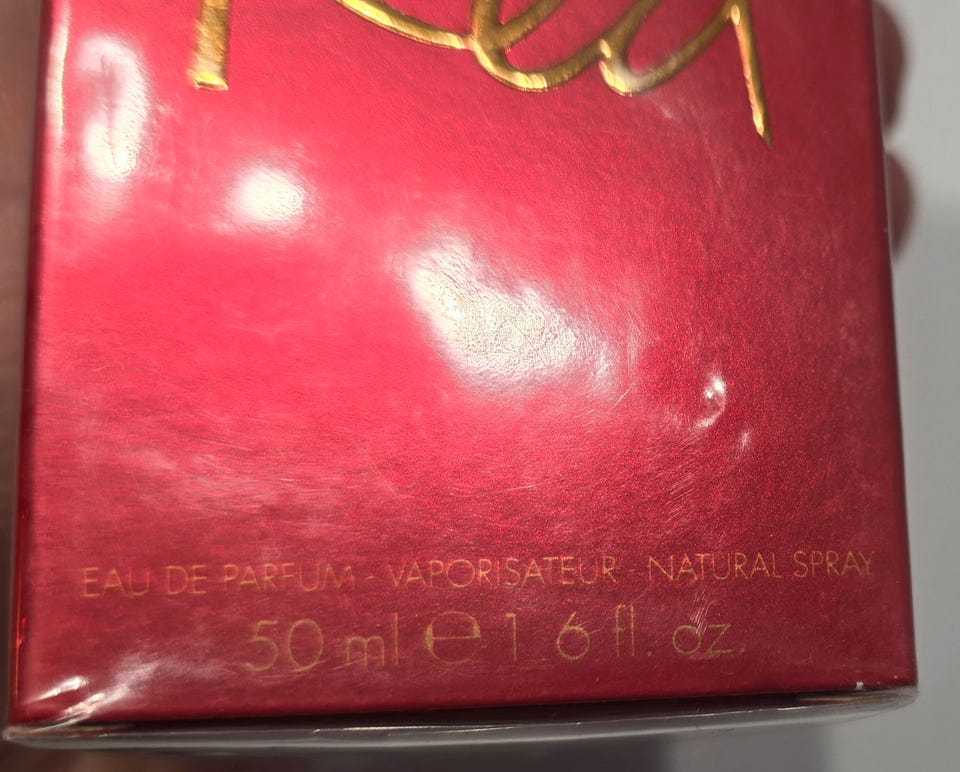 EAU DE PARFUM - VAPORISATEUR - NATURAL SPRAY
50 ml e 1 6 fl. oz.